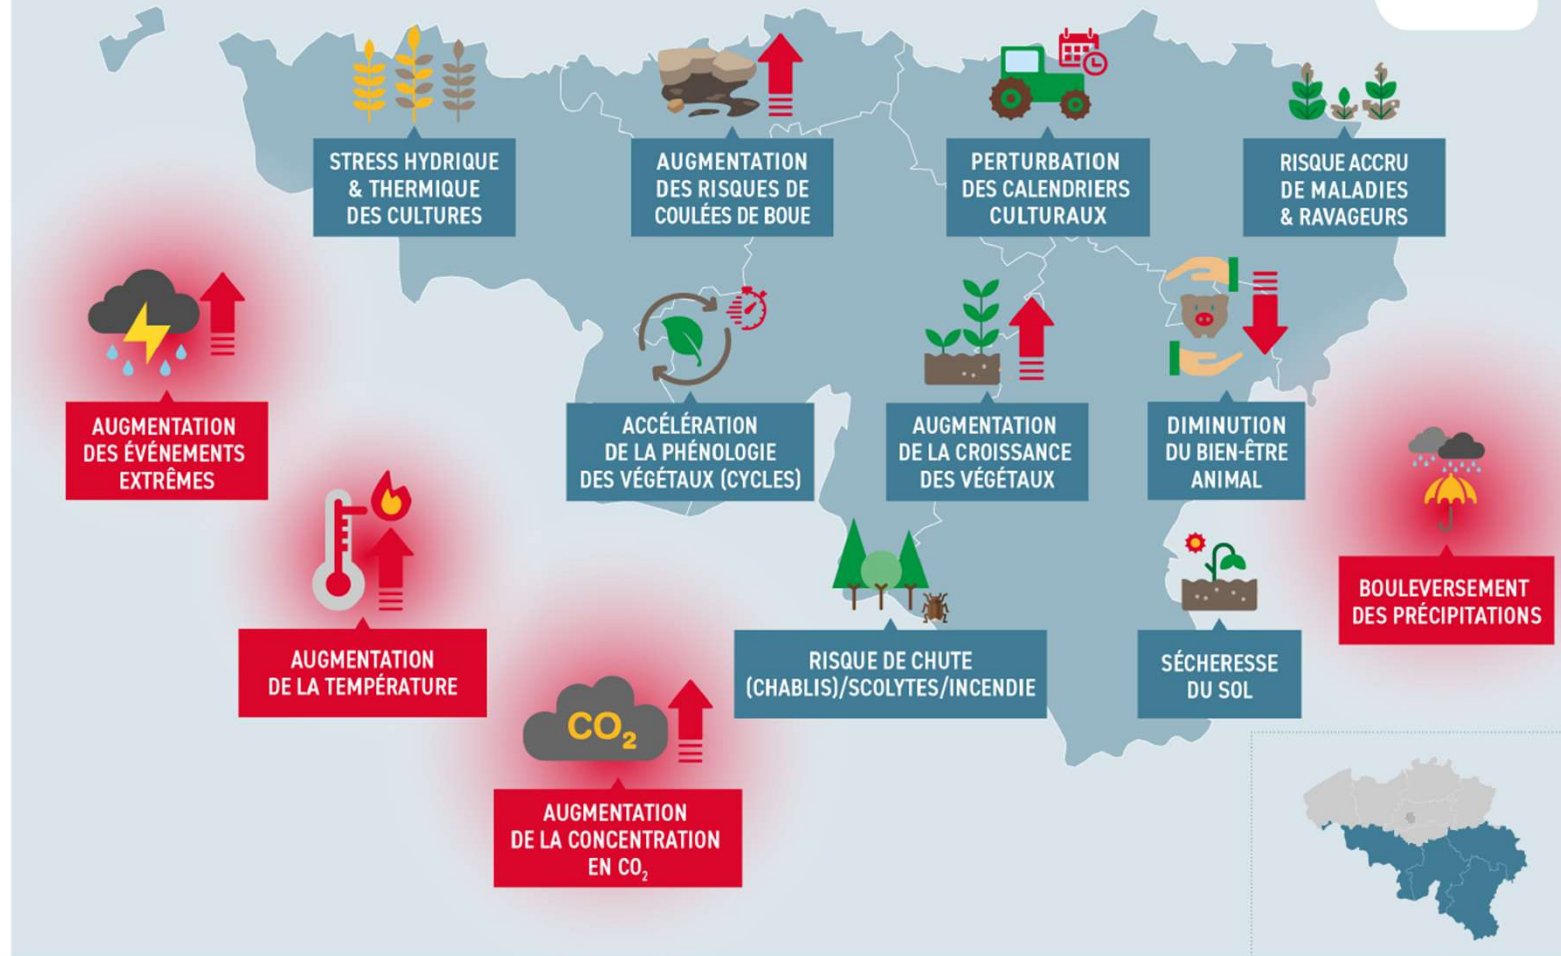 STRESS HYDRIQUE
& THERMIQUE
DES CULTURES
AUGMENTATION
DES RISQUES DE
COULÉES DE BOUE
PERTURBATION
DES CALENDRIERS
CULTURAUX
RISQUE ACCRU
DE MALADIES
& RAVAGEURS
AUGMENTATION
DES ÉVÉNEMENTS
EXTRÊMES
ACCÉLÉRATION
DE LA PHÉNOLOGIE
DES VÉGÉTAUX (CYCLES)
AUGMENTATION
DE LA CROISSANCE
DES VÉGÉTAUX
DIMINUTION
DU BIEN-ÊTRE
ANIMAL
BOULEVERSEMENT
DES PRÉCIPITATIONS
AUGMENTATION
DE LA TEMPÉRATURE
RISQUE DE CHUTE
(CHABLIS)/SCOLYTES/INCENDIE
SÉCHERESSE
DU SOL
CO₂
AUGMENTATION
DE LA CONCENTRATION
EN CO₂